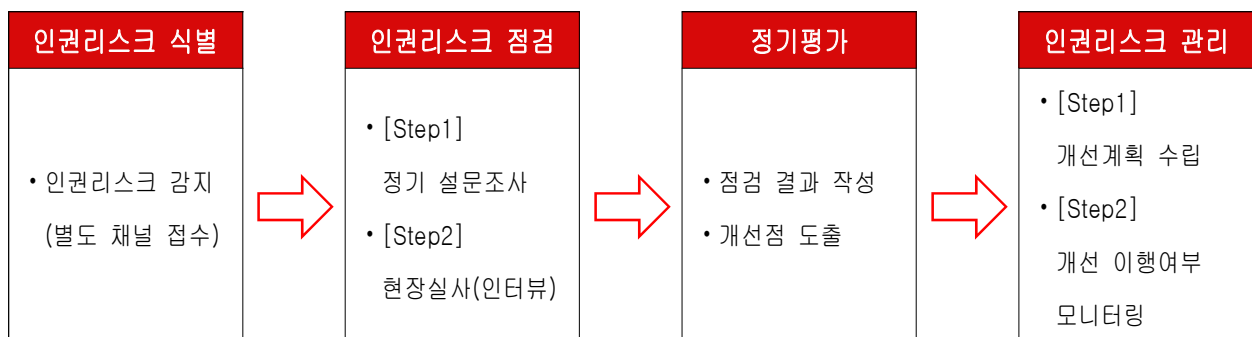 인권리스크 식별
• 인권리스크 감지
(별도 채널 접수)
인권리스크 점검
• [Step1]
정기 설문조사
• [Step2]
현장실사(인터뷰)
정기평가
• 점검 결과 작성
• 개선점 도출
인권리스크 관리
• [Step1]
개선계획 수립
• [Step2]
개선 이행여부
모니터링